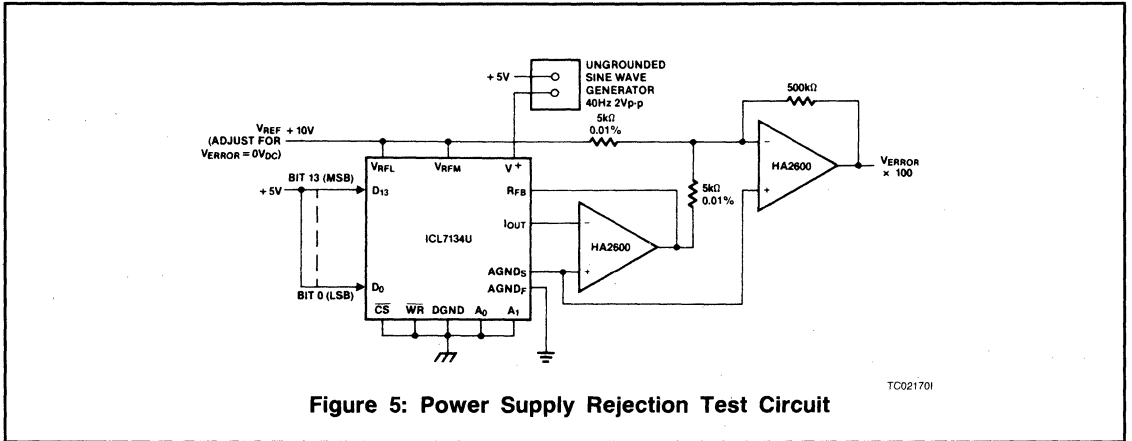 UNGROUNDED
SINE WAVE
GENERATOR
40Hz 2Vp-p
+5V
500kΩ
5kΩ
0.01%
VREF +10V
(ADJUST FOR
VERROR = 0VDC)
VRFL
VRFM
V+
HA2600
VERROR
× 100
BIT 13 (MSB)
+5V
D13
RFB
5kΩ
0.01%
IOUT
ICL7134U
HA2600
AGNDS
AGNDF
D0
BIT 0 (LSB)
CS WR DGND A0 A1
TC02170I
Figure 5: Power Supply Rejection Test Circuit